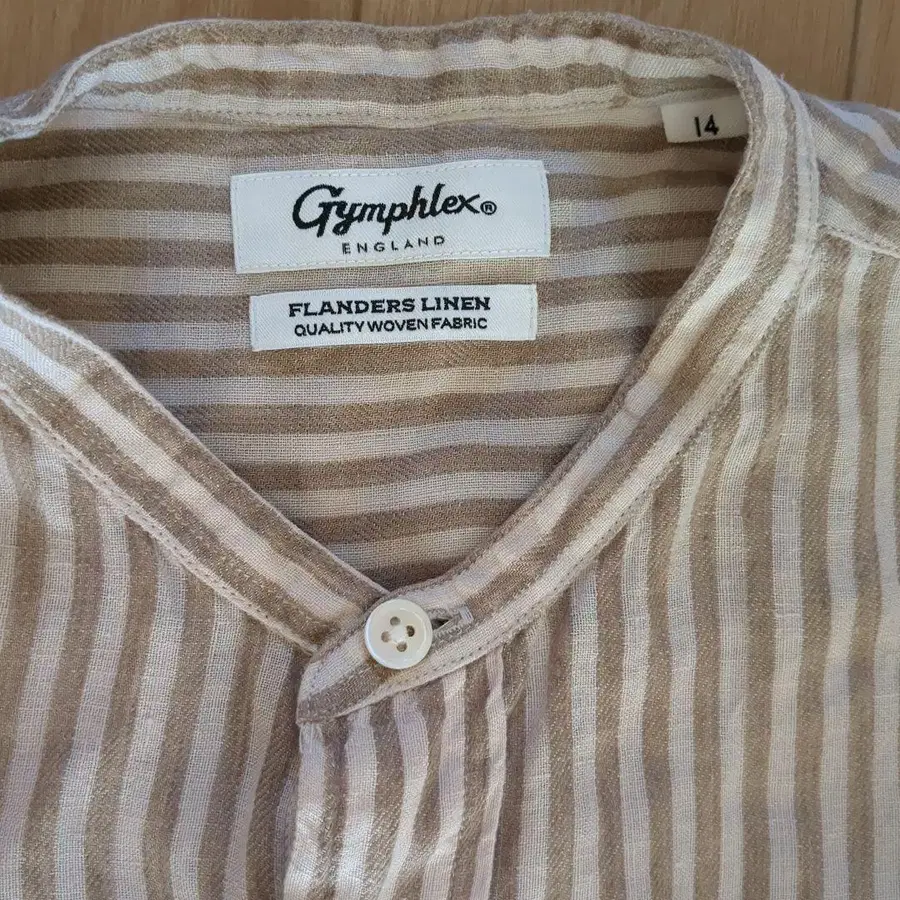 14
Gymphlex®
ENGLAND
FLANDERS LINEN
QUALITY WOVEN FABRIC